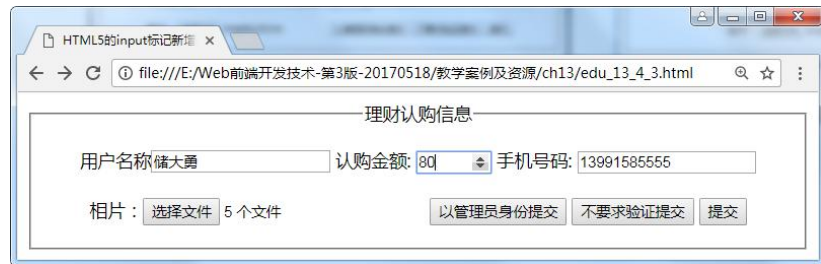 HTML5的input标记新增
file:///E:/Web前端开发技术-第3版-20170518/教学案例及资源/ch13/edu_13_4_3.html
理财认购信息
用户名称 储大勇 认购金额: 80 手机号码: 13991585555
相片： 选择文件 5 个文件 以管理员身份提交 不要求验证提交 提交